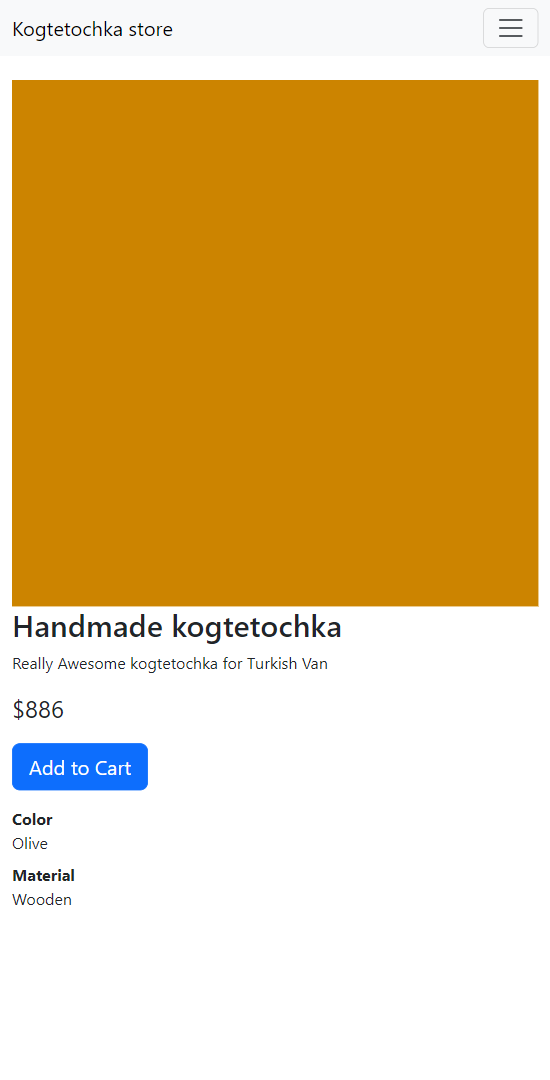 Kogtetochka store
Handmade kogtetochka
Really Awesome kogtetochka for Turkish Van
$886
Add to Cart
Color
Olive
Material
Wooden